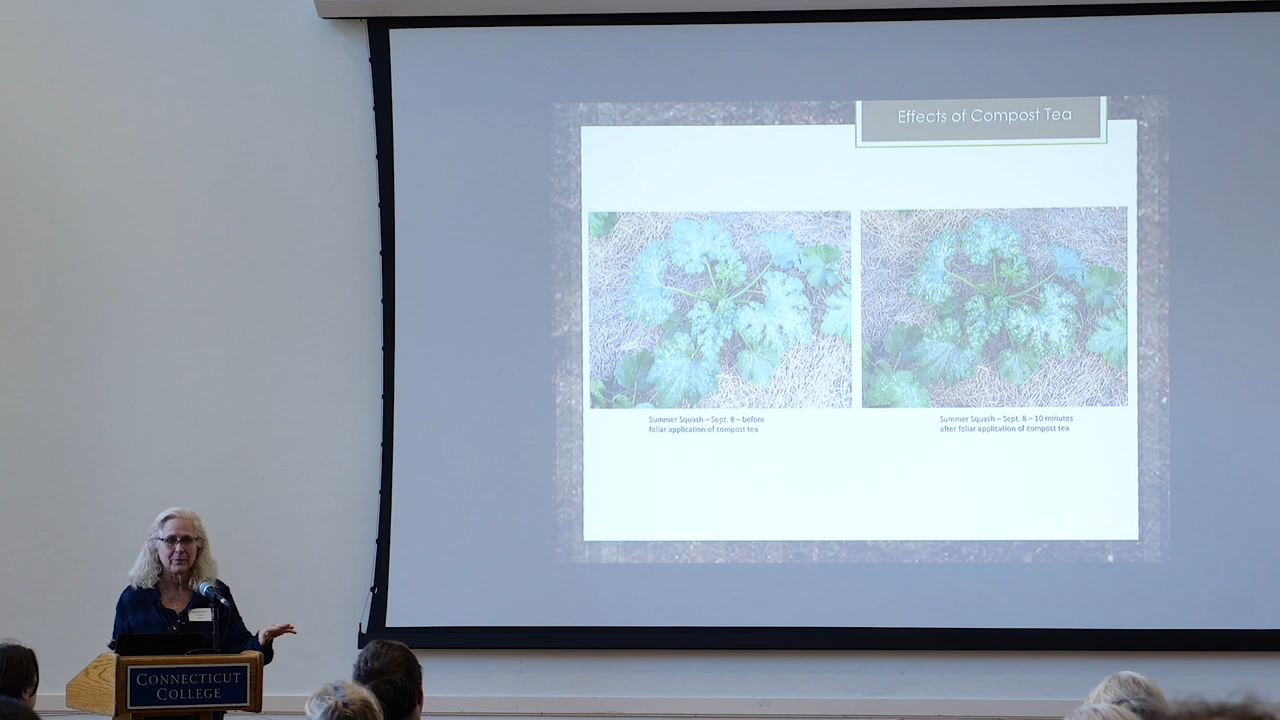 Effects of Compost Tea
Summer Squash – Sept. 8 – before
foliar application of compost tea
Summer Squash – Sept. 8 – 10 minutes
after foliar application of compost tea
CONNECTICUT
COLLEGE